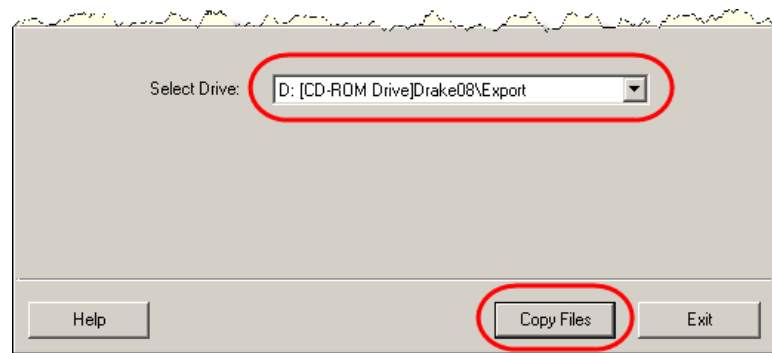 Select Drive: D: [CD-ROM Drive]Drake08\Export
Help Copy Files Exit